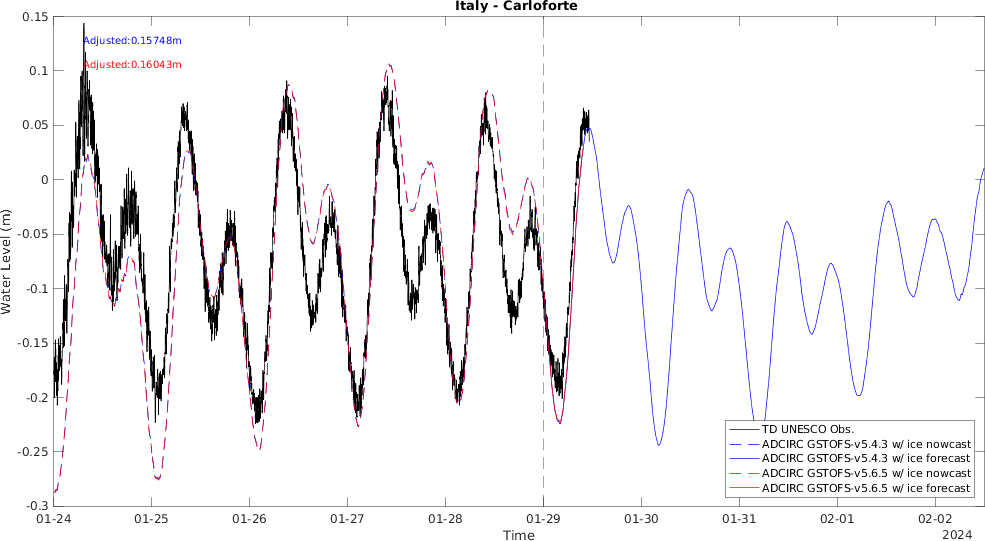 Italy - Carloforte
0.15
Adjusted:0.15748m
Adjusted:0.16043m
0.1
0.05
0
-0.05
-0.1
-0.15
-0.2
-0.25
-0.3
Water Level (m)
TD UNESCO Obs.
ADCIRC GSTOFS-v5.4.3 w/ ice nowcast
ADCIRC GSTOFS-v5.4.3 w/ ice forecast
ADCIRC GSTOFS-v5.6.5 w/ ice nowcast
ADCIRC GSTOFS-v5.6.5 w/ ice forecast
01-24 01-25 01-26 01-27 01-28 01-29 01-30 01-31 02-01 02-02
Time
2024